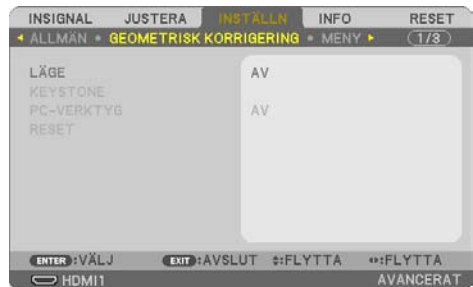 INSIGNAL JUSTERA INSTÄLLN INFO RESET
ALLMÄN • GEOMETRISK KORRIGERING • MENY (1/3)
LÄGE AV
KEYSTONE
PC-VERKTYG AV
RESET
ENTER:VÄLJ EXIT:AVSLUT :FLYTTA :FLYTTA
HDMI1 AVANCERAT